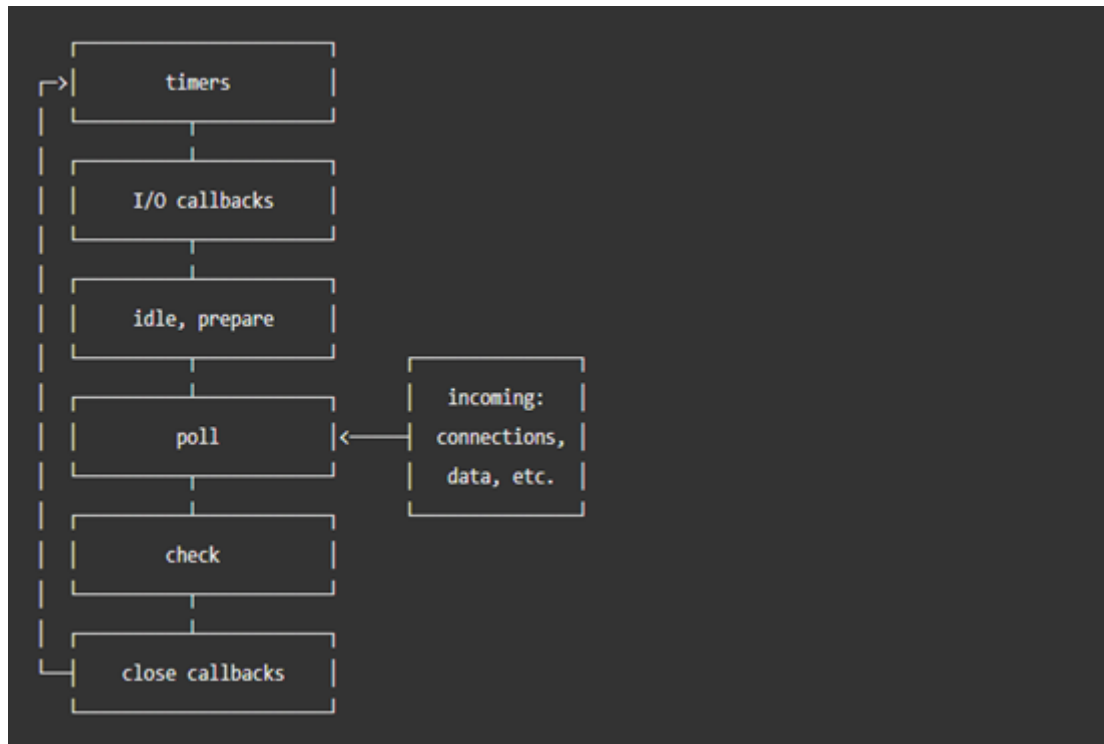 timers
I/O callbacks
idle, prepare
incoming:
poll
connections,
data, etc.
check
close callbacks